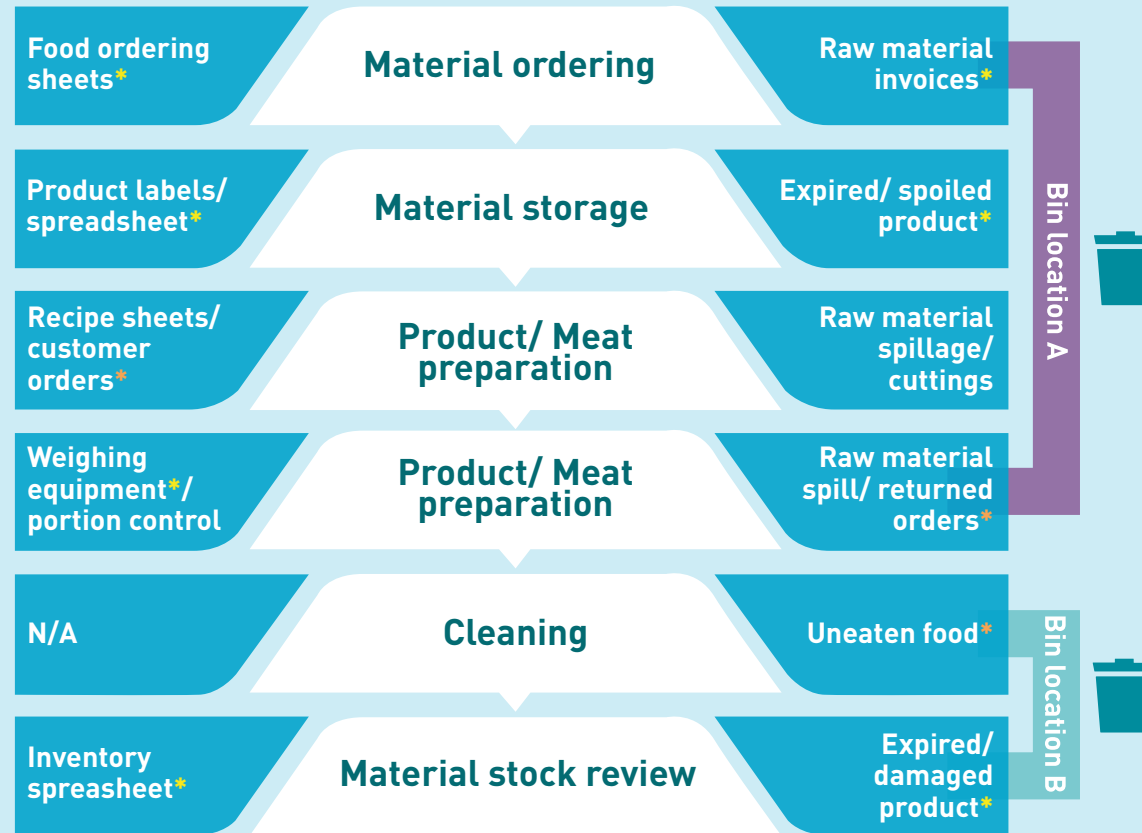 Food ordering
sheets*
Material ordering
Raw material
invoices*
Product labels/
spreadsheet*
Material storage
Expired/ spoiled
product*
Recipe sheets/
customer
orders*
Product/ Meat
preparation
Raw material
spillage/
cuttings
Weighing
equipment*/
portion control
Product/ Meat
preparation
Raw material
spill/ returned
orders*
Bin location A
N/A
Cleaning
Uneaten food*
Inventory
spreasheet*
Material stock review
Expired/
damaged
product*
Bin location B